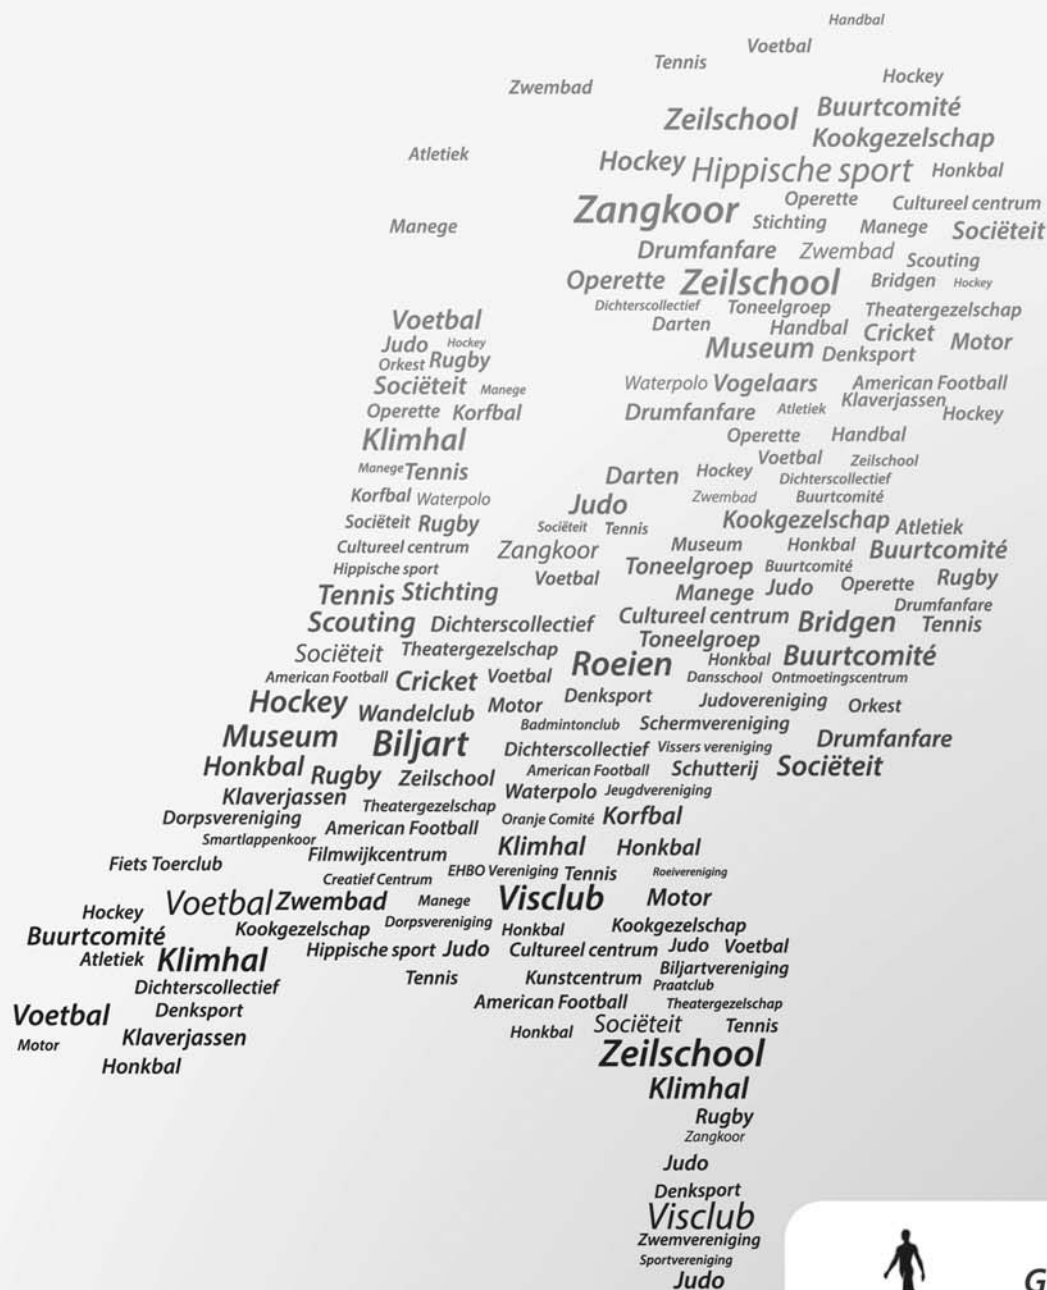 Handbal
Voetbal
Tennis
Hockey
Zwembad
Zeilschool Buurtcomité
Kookgezelschap
Atletiek
Hockey Hippische sport Honkbal
Zangkoor Operette Cultureel centrum
Stichting Manege Sociëteit
Manege
Drumfanfare Zwembad Scouting
Operette Zeilschool Bridgen Hockey
Dichterscollectief Toneelgroep Theatergezelschap
Voetbal Darten Handbal Cricket Motor
Judo Hockey Museum Denksport
Orkest Rugby
Sociëteit Manege Waterpolo Vogelaars American Football
Klaverjassen
Operette Korfbal Drumfanfare Atletiek Hockey
Klimhal Operette Handbal
Voetbal Zeilschool
Manege Tennis Darten Hockey Dichterscollectief
Korfbal Waterpolo Judo Zwembad Buurtcomité
Sociëteit Rugby Sociëteit Tennis Kookgezelschap Atletiek
Cultureel centrum Zangkoor Museum Honkbal Buurtcomité
Hippische sport Voetbal Toneelgroep Buurtcomité
Tennis Stichting Manege Judo Operette Rugby
Drumfanfare
Scouting Dichterscollectief Cultureel centrum Bridgen Tennis
Toneelgroep
Sociëteit Theatergezelschap Roeien Honkbal Buurtcomité
American Football Cricket Voetbal Dansschool Ontmoetingscentrum
Hockey Wandelclub Motor Denksport Judovereniging Orkest
Badmintonclub Schermvereniging
Museum Biljart Dichterscollectief Vissers vereniging Drumfanfare
Honkbal Rugby Zeilschool American Football Schutterij Sociëteit
Klaverjassen Theatergezelschap Waterpolo Jeugdvereniging
Dorpsvereniging American Football Oranje Comité Korfbal
Smartlappenkoor
Fiets Toerclub Filmwijkcentrum Klimhal Honkbal
Creatief Centrum EHBO Vereniging Tennis Roeivereniging
Hockey Voetbal Zwembad Manege Visclub Motor
Buurtcomité Kookgezelschap Dorpsvereniging Honkbal Kookgezelschap
Atletiek Klimhal Hippische sport Judo Cultureel centrum Judo Voetbal
Dichterscollectief Tennis Kunstcentrum Biljartvereniging
Praatclub
Voetbal Denksport American Football Theatergezelschap
Motor Klaverjassen Honkbal Sociëteit Tennis
Honkbal Zeilschool
Klimhal
Rugby
Zangkoor
Judo
Denksport
Visclub
Zwemvereniging
Sportvereniging
Judo